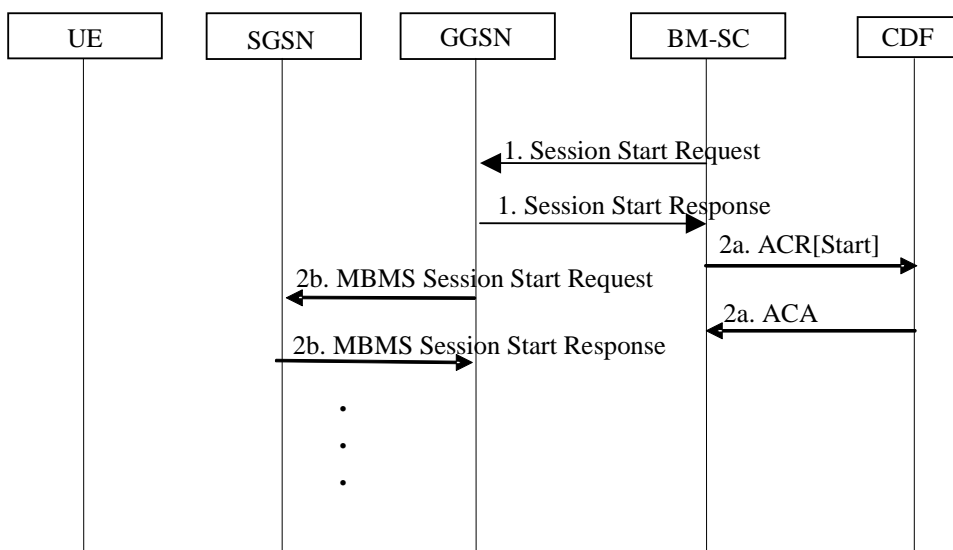 UE
SGSN
GGSN
BM-SC
CDF
1. Session Start Request
1. Session Start Response
2a. ACR[Start]
2b. MBMS Session Start Request
2a. ACA
2b. MBMS Session Start Response